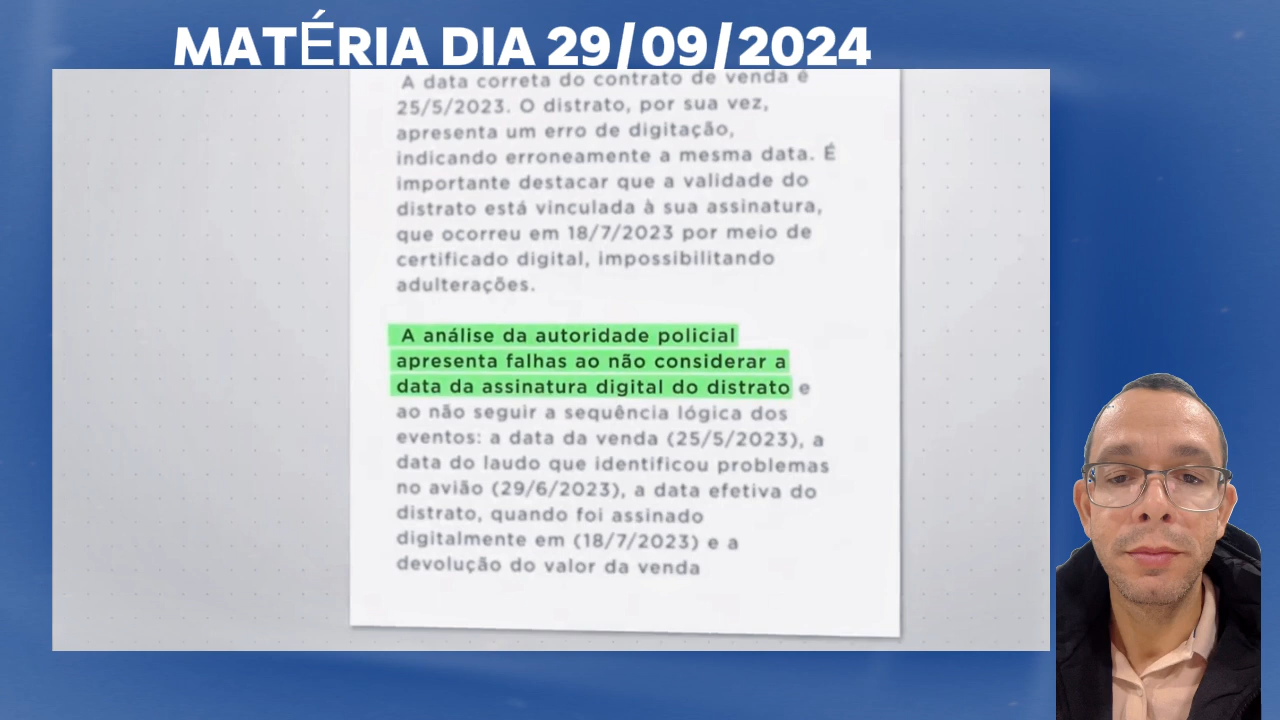 MATÉRIA DIA 29/09/2024
A data correta do contrato de venda é
25/5/2023. O distrato, por sua vez,
apresenta um erro de digitação,
indicando erroneamente a mesma data. É
importante destacar que a validade do
distrato está vinculada à sua assinatura,
que ocorreu em 18/7/2023 por meio de
certificado digital, impossibilitando
adulterações.
A análise da autoridade policial
apresenta falhas ao não considerar a
data da assinatura digital do distrato e
ao não seguir a sequência lógica dos
eventos: a data da venda (25/5/2023), a
data do laudo que identificou problemas
no avião (29/6/2023), a data efetiva do
distrato, quando foi assinado
digitalmente em (18/7/2023) e a
devolução do valor da venda